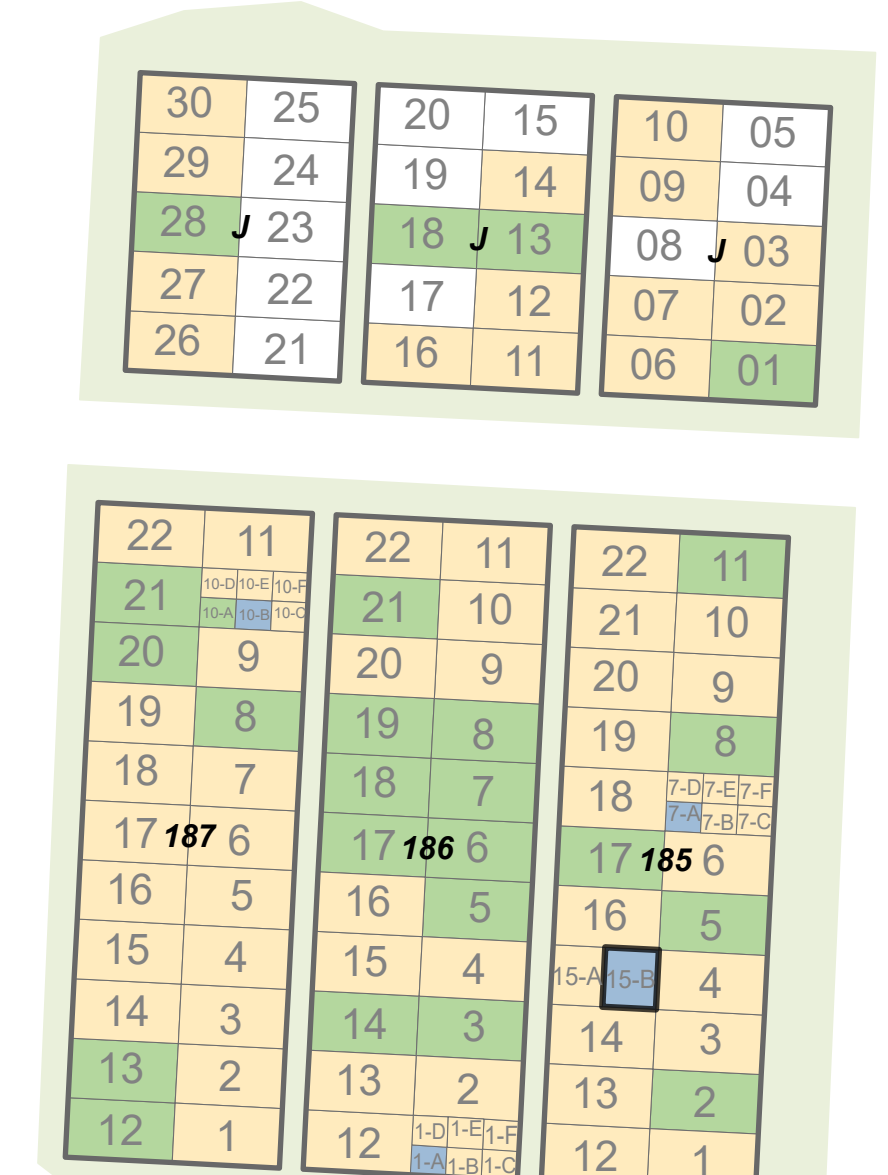 30 25
29 24
28 J 23
27 22
26 21
20 15
19 14
18 J 13
17 12
16 11
10 05
09 04
08 J 03
07 02
06 01
22 11
21 10-D 10-E 10-F
10-A 10-B 10-C
20 9
19 8
18 7
17 187 6
16 5
15 4
14 3
13 2
12 1
22 11
21 10
20 9
19 8
18 7
17 186 6
16 5
15 4
14 3
13 2
12 1-D 1-E 1-F
1-A 1-B 1-C
22 11
21 10
20 9
19 8
18 7-D 7-E 7-F
7-A 7-B 7-C
17 185 6
16 5
15-A 15-B 4
14 3
13 2
12 1